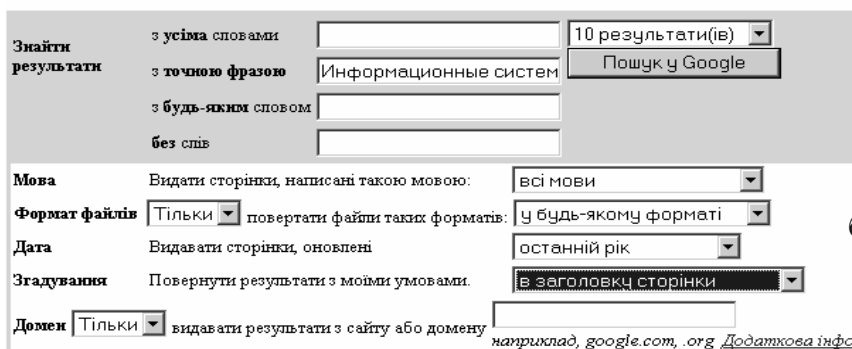 Знайти результати
з усіма словами
10 результати(ів)
Пошук у Google
з точною фразою Информационные систем
з будь-яким словом
без слів
Мова Видати сторінки, написані такою мовою: всі мови
Формат файлів Тільки повертати файли таких форматів: у будь-якому форматі
Дата Видавати сторінки, оновлені останній рік
Згадування Повернути результати з моїми умовами. в заголовку сторінки
Домен Тільки видавати результати з сайту або домену
наприклад, google.com, .org Додаткова інфо